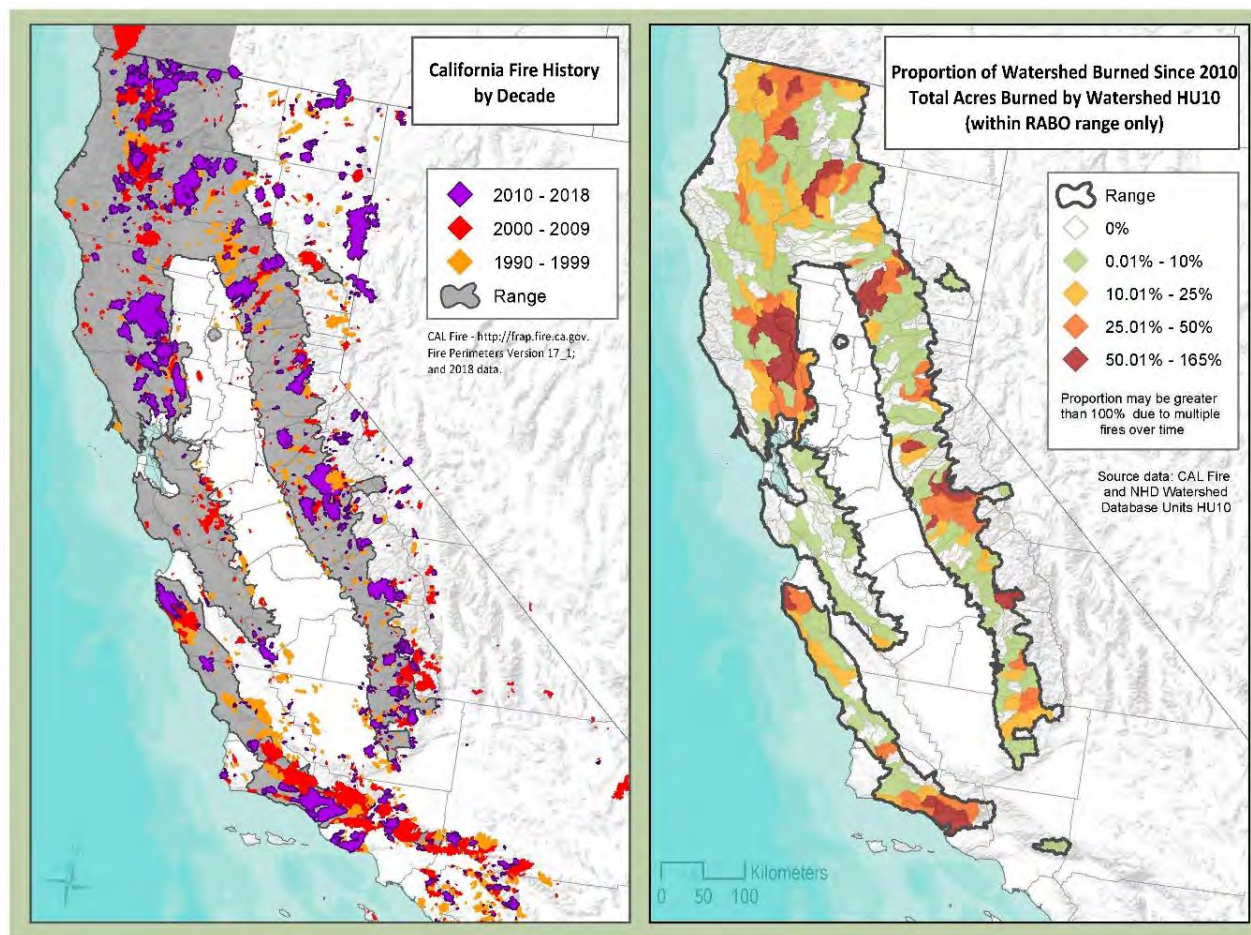 California Fire History
by Decade
2010 - 2018
2000 - 2009
1990 - 1999
Range
CAL Fire - http://frap.fire.ca.gov.
Fire Perimeters Version 17_1;
and 2018 data.
Proportion of Watershed Burned Since 2010
Total Acres Burned by Watershed HU10
(within RABO range only)
Range
0%
0.01% - 10%
10.01% - 25%
25.01% - 50%
50.01% - 165%
Proportion may be greater
than 100% due to multiple
fires over time
Source data: CAL Fire
and NHD Watershed
Database Units HU10
Kilometers
0 50 100